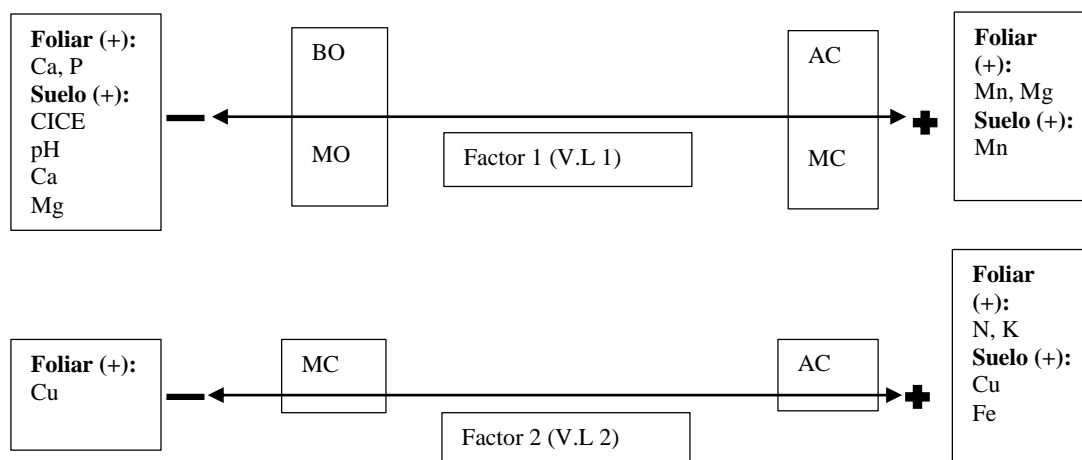 Foliar (+):
Ca, P
Suelo (+):
CICE
pH
Ca
Mg
BO
MO
Factor 1 (V.L 1)
AC
MC
Foliar
(+):
Mn, Mg
Suelo (+):
Mn
Foliar (+):
Cu
MC
Factor 2 (V.L 2)
AC
Foliar
(+):
N, K
Suelo (+):
Cu
Fe